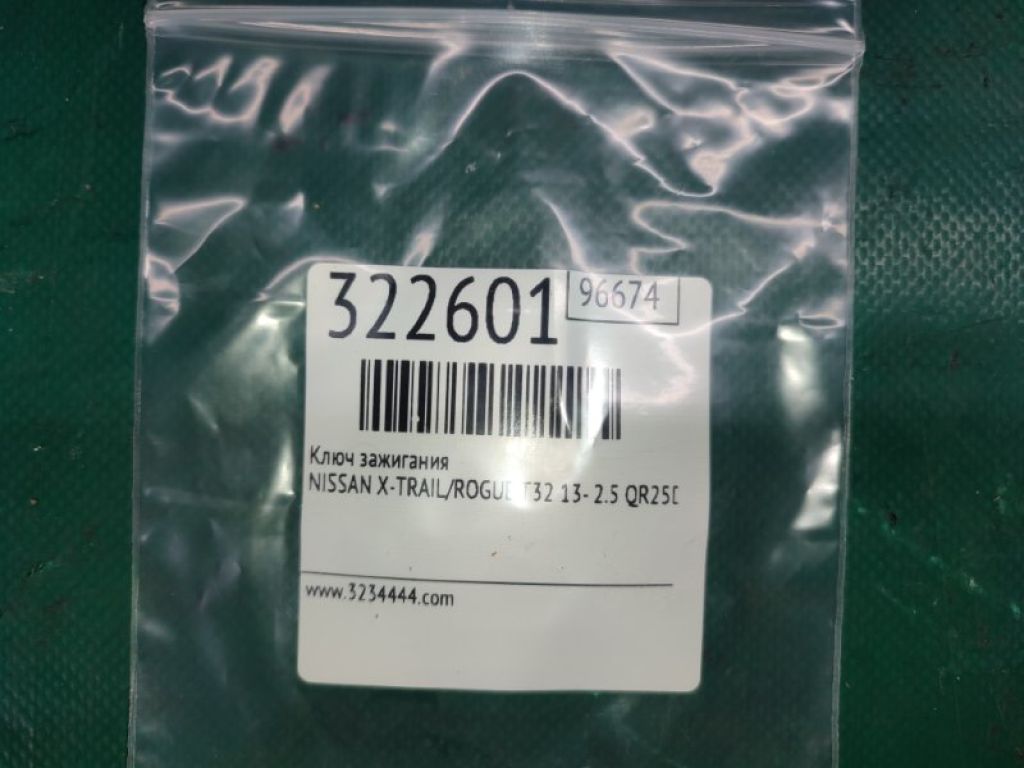 322601 96674
Ключ зажигания
NISSAN X-TRAIL/ROGUE T32 13- 2.5 QR25D
www.3234444.com